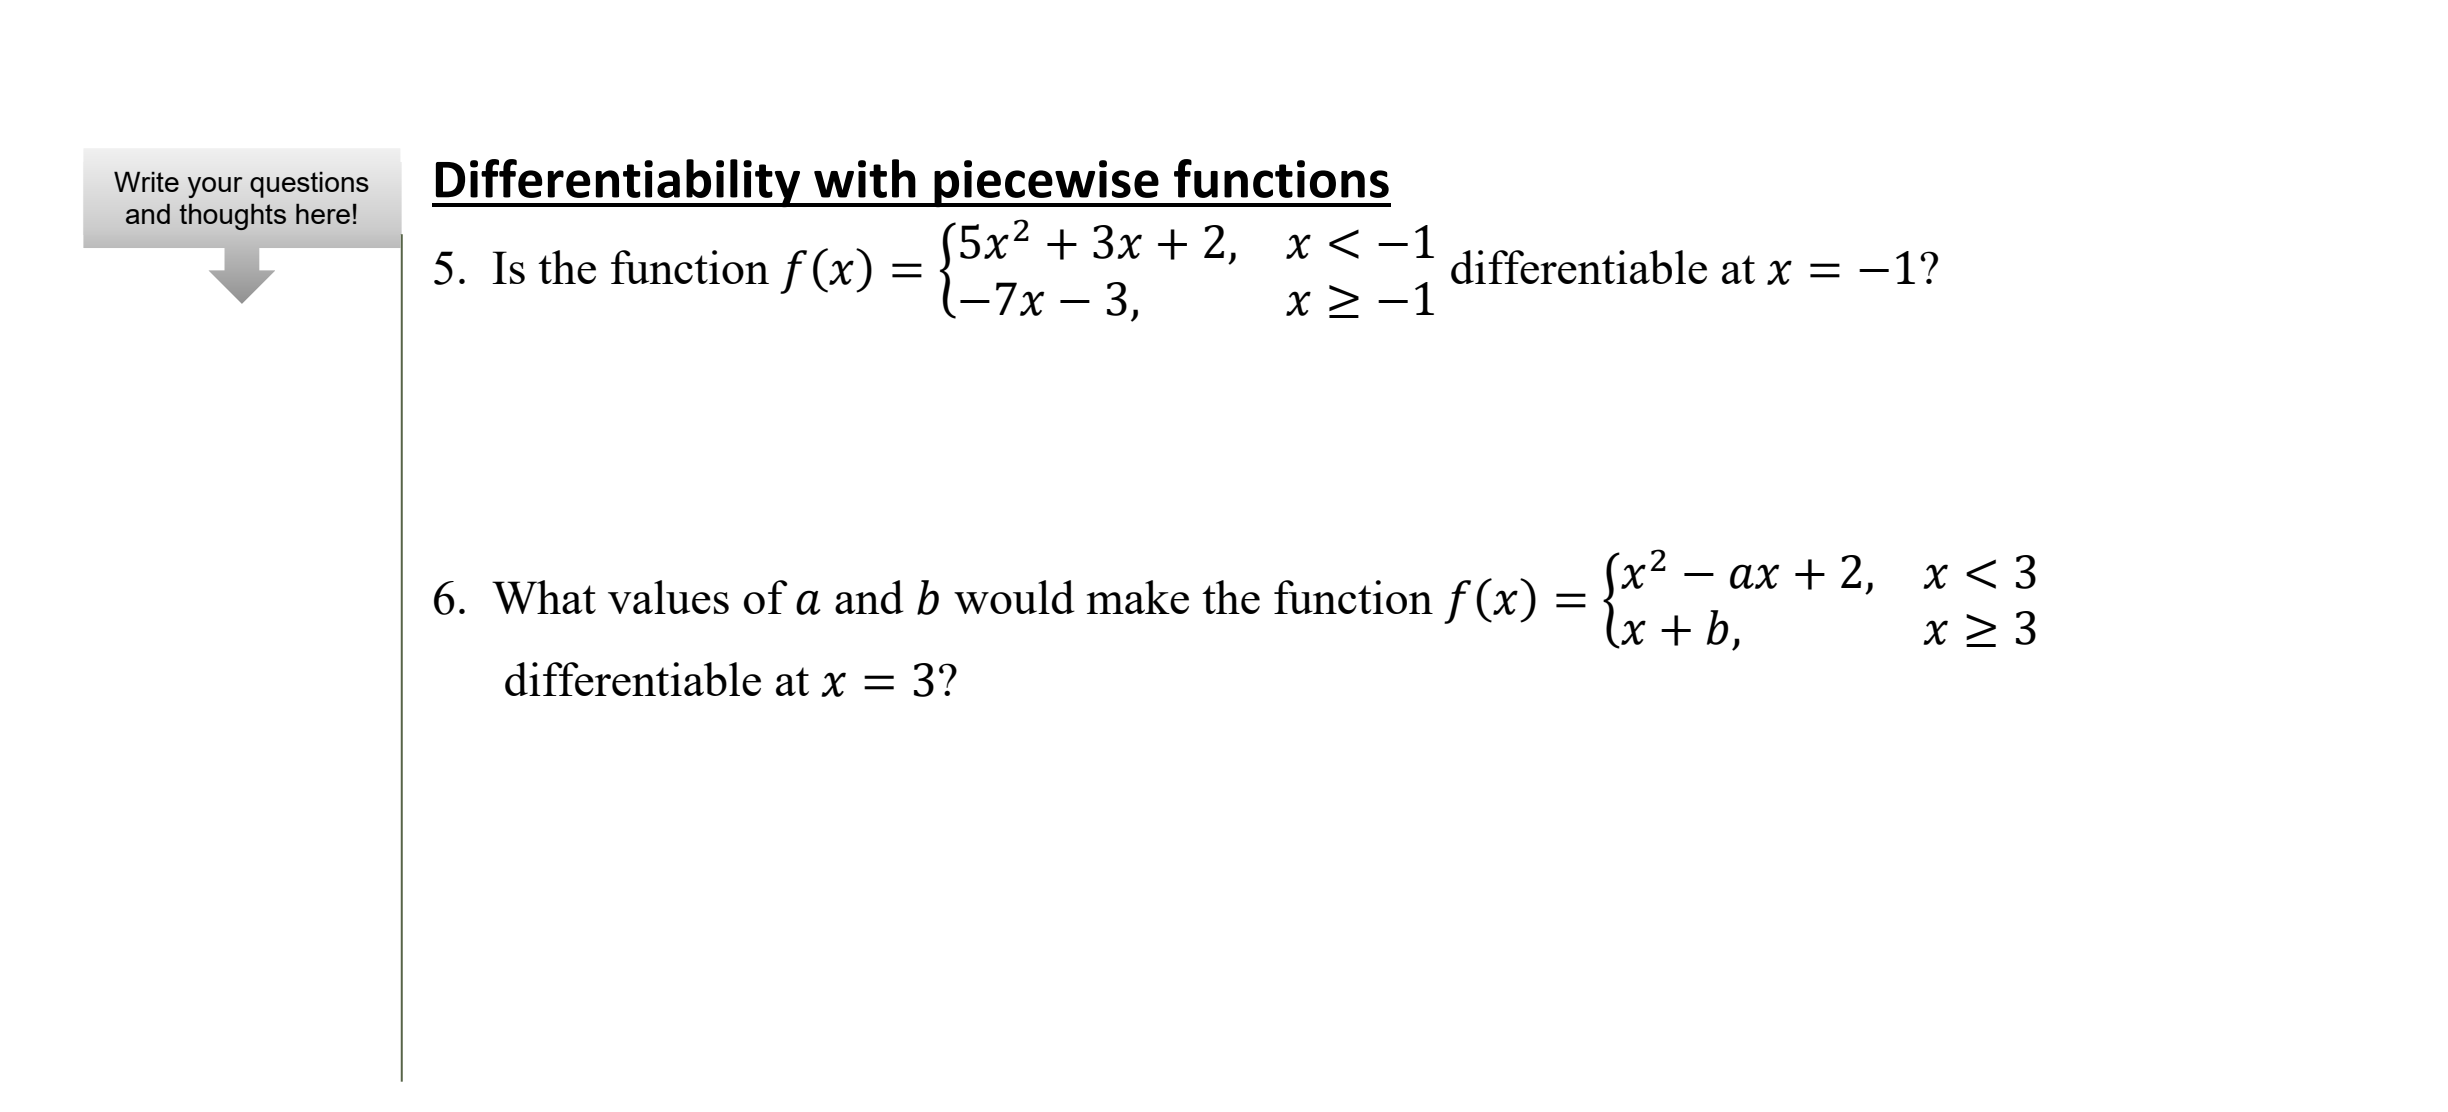 Write your questions
and thoughts here!
Differentiability with piecewise functions
5. Is the function f(x) = {5x² + 3x + 2, x < −1
−7x − 3, x ≥ −1 differentiable at x = −1?
6. What values of a and b would make the function f(x) = {x² − ax + 2, x < 3
x + b, x ≥ 3
differentiable at x = 3?